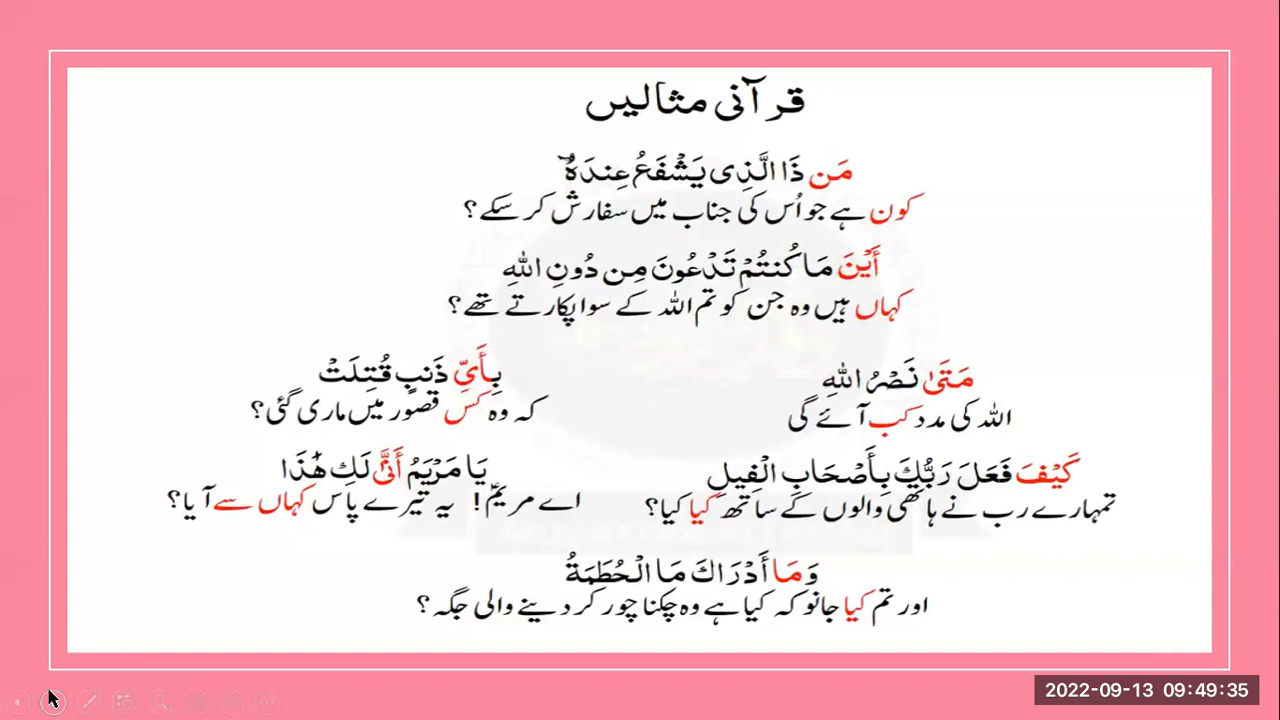 قرآنی مثالیں
مَن ذَا الَّذِی یَشْفَعُ عِندَهُ
کون ہے جو اُس کی جناب میں سفارش کر سکے؟
أَیْنَ مَا کُنتُمْ تَدْعُونَ مِن دُونِ اللهِ
کہاں ہیں وہ جن کو تم اللہ کے سوا پکارتے تھے؟
مَتَىٰ نَصْرُ اللهِ
اللہ کی مدد کب آئے گی
بِأَیِّ ذَنبٍ قُتِلَتْ
کہ وہ کس قصور میں ماری گئی؟
کَیْفَ فَعَلَ رَبُّكَ بِأَصْحَابِ الْفِیلِ
تمہارے رب نے ہاتھی والوں کے ساتھ کیا کیا؟
یَا مَرْیَمُ أَنَّىٰ لَكِ هَٰذَا
اے مریمؑ! یہ تیرے پاس کہاں سے آیا؟
وَمَا أَدْرَاكَ مَا الْحُطَمَةُ
اور تم کیا جانو کہ کیا ہے وہ چکنا چور کر دینے والی جگہ؟
2022-09-13 09:49:35